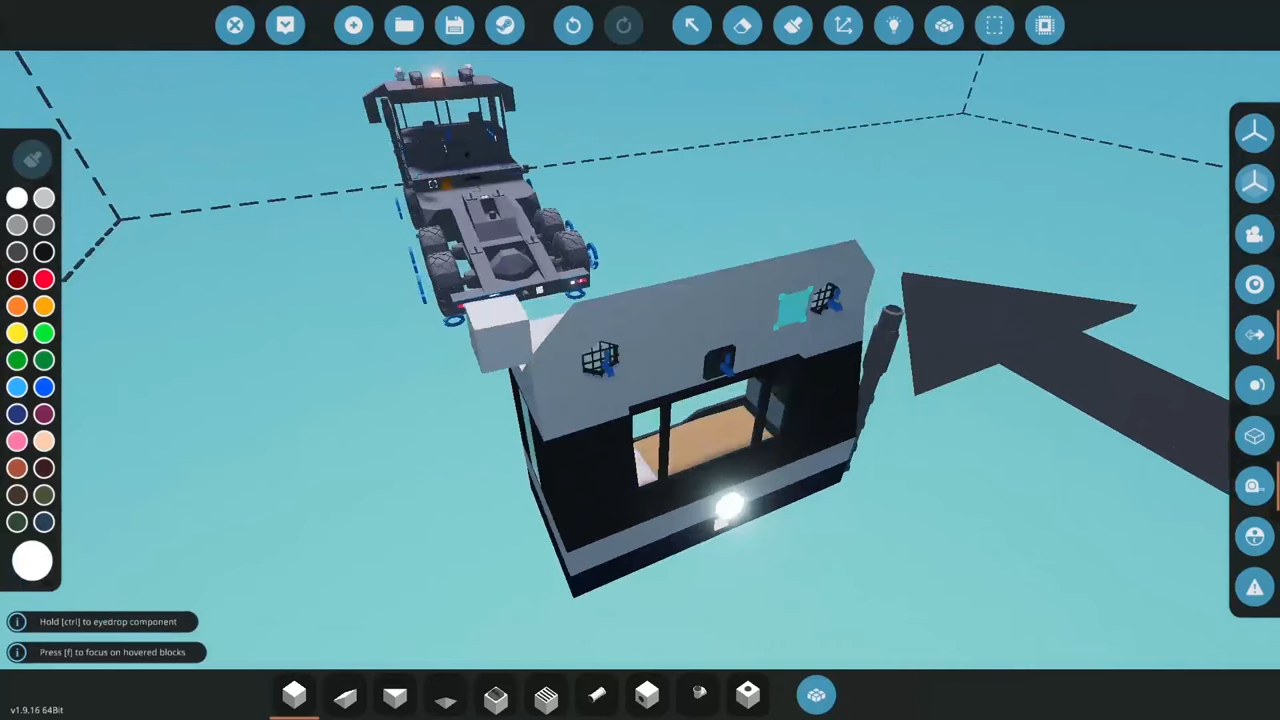 Hold [ctrl] to eyedrop component
Press [f] to focus on hovered blocks
v1.9.16 64Bit